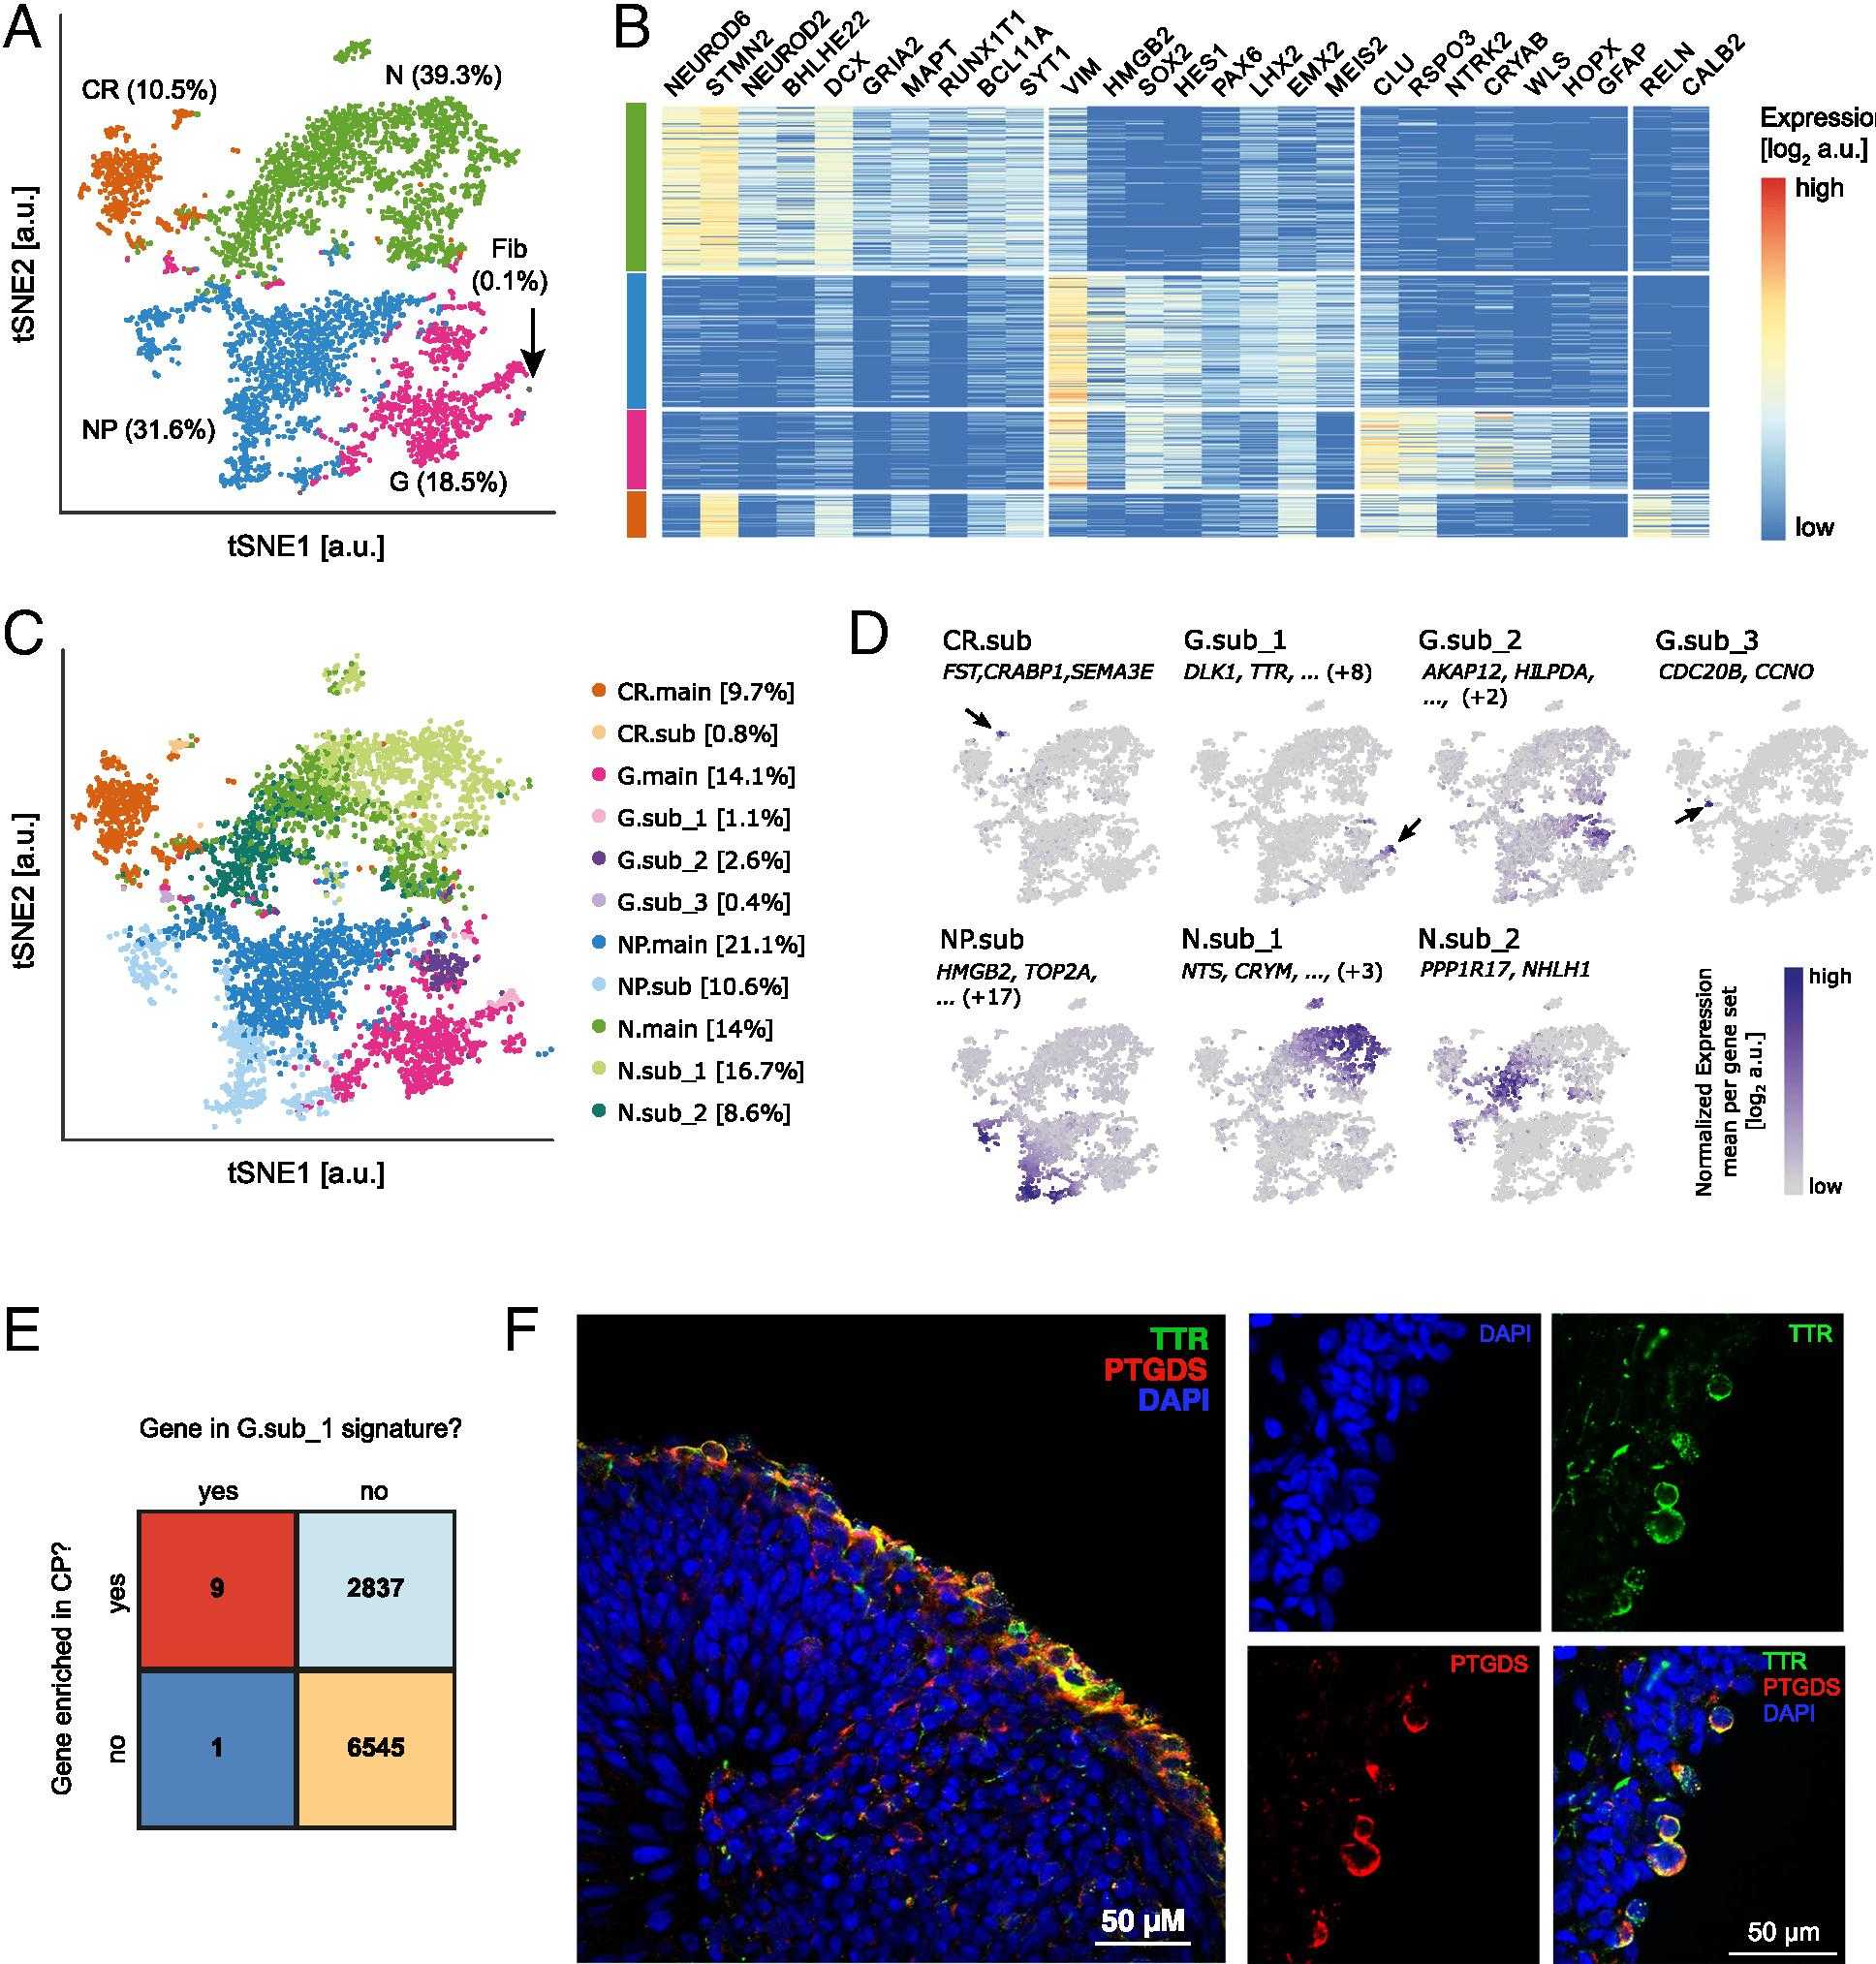 A
CR (10.5%)
N (39.3%)
Fib
(0.1%)
NP (31.6%)
G (18.5%)
tSNE2 [a.u.]
tSNE1 [a.u.]
B
NEUROD6
STMN2
NEUROD2
BHLHE22
DCX
GRIA2
MAPT
RUNX1T1
BCL11A
SYT1
VIM
HMGB2
SOX2
HES1
PAX6
LHX2
EMX2
MEIS2
CLU
RSPO3
NTRK2
CRYAB
WLS
HOPX
GFAP
RELN
CALB2
Expression
[log2 a.u.]
high
low
C
tSNE2 [a.u.]
tSNE1 [a.u.]
CR.main [9.7%]
CR.sub [0.8%]
G.main [14.1%]
G.sub_1 [1.1%]
G.sub_2 [2.6%]
G.sub_3 [0.4%]
NP.main [21.1%]
NP.sub [10.6%]
N.main [14%]
N.sub_1 [16.7%]
N.sub_2 [8.6%]
D
CR.sub
FST,CRABP1,SEMA3E
G.sub_1
DLK1, TTR, ... (+8)
G.sub_2
AKAP12, HILPDA,
..., (+2)
G.sub_3
CDC20B, CCNO
NP.sub
HMGB2, TOP2A,
... (+17)
N.sub_1
NTS, CRYM, ..., (+3)
N.sub_2
PPP1R17, NHLH1
Normalized Expression
mean per gene set
[log2 a.u.]
high
low
E
Gene in G.sub_1 signature?
yes no
Gene enriched in CP?
yes
9 2837
no
1 6545
F
TTR
PTGDS
DAPI
50 µM
DAPI
TTR
PTGDS
TTR
PTGDS
DAPI
50 µm